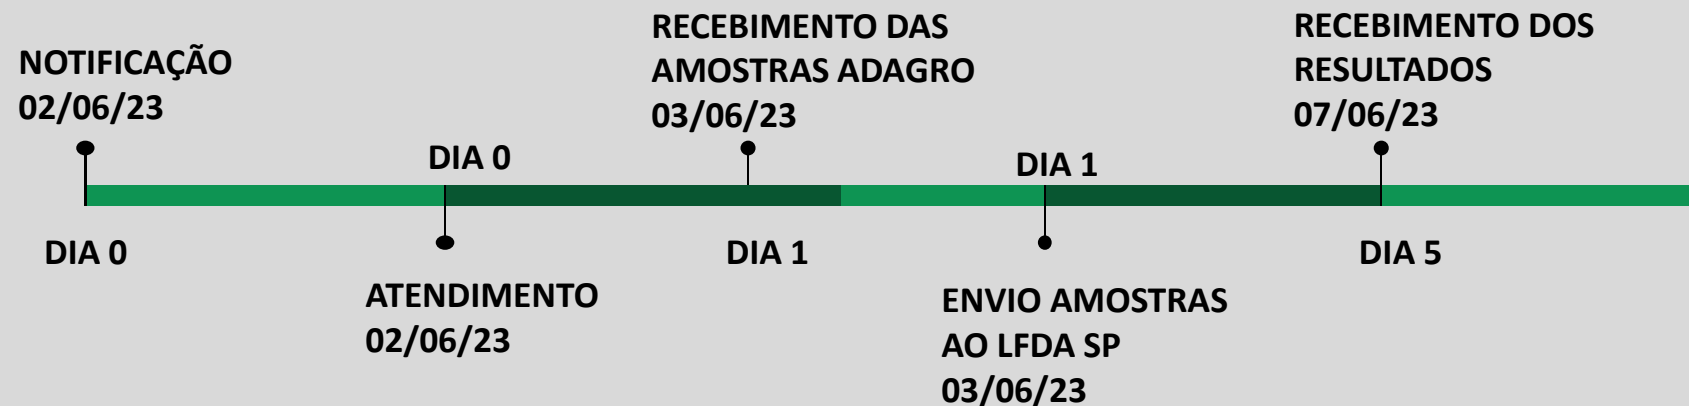 NOTIFICAÇÃO
02/06/23
DIA 0
DIA 0
ATENDIMENTO
02/06/23
RECEBIMENTO DAS
AMOSTRAS ADAGRO
03/06/23
DIA 1
DIA 1
ENVIO AMOSTRAS
AO LFDA SP
03/06/23
RECEBIMENTO DOS
RESULTADOS
07/06/23
DIA 5